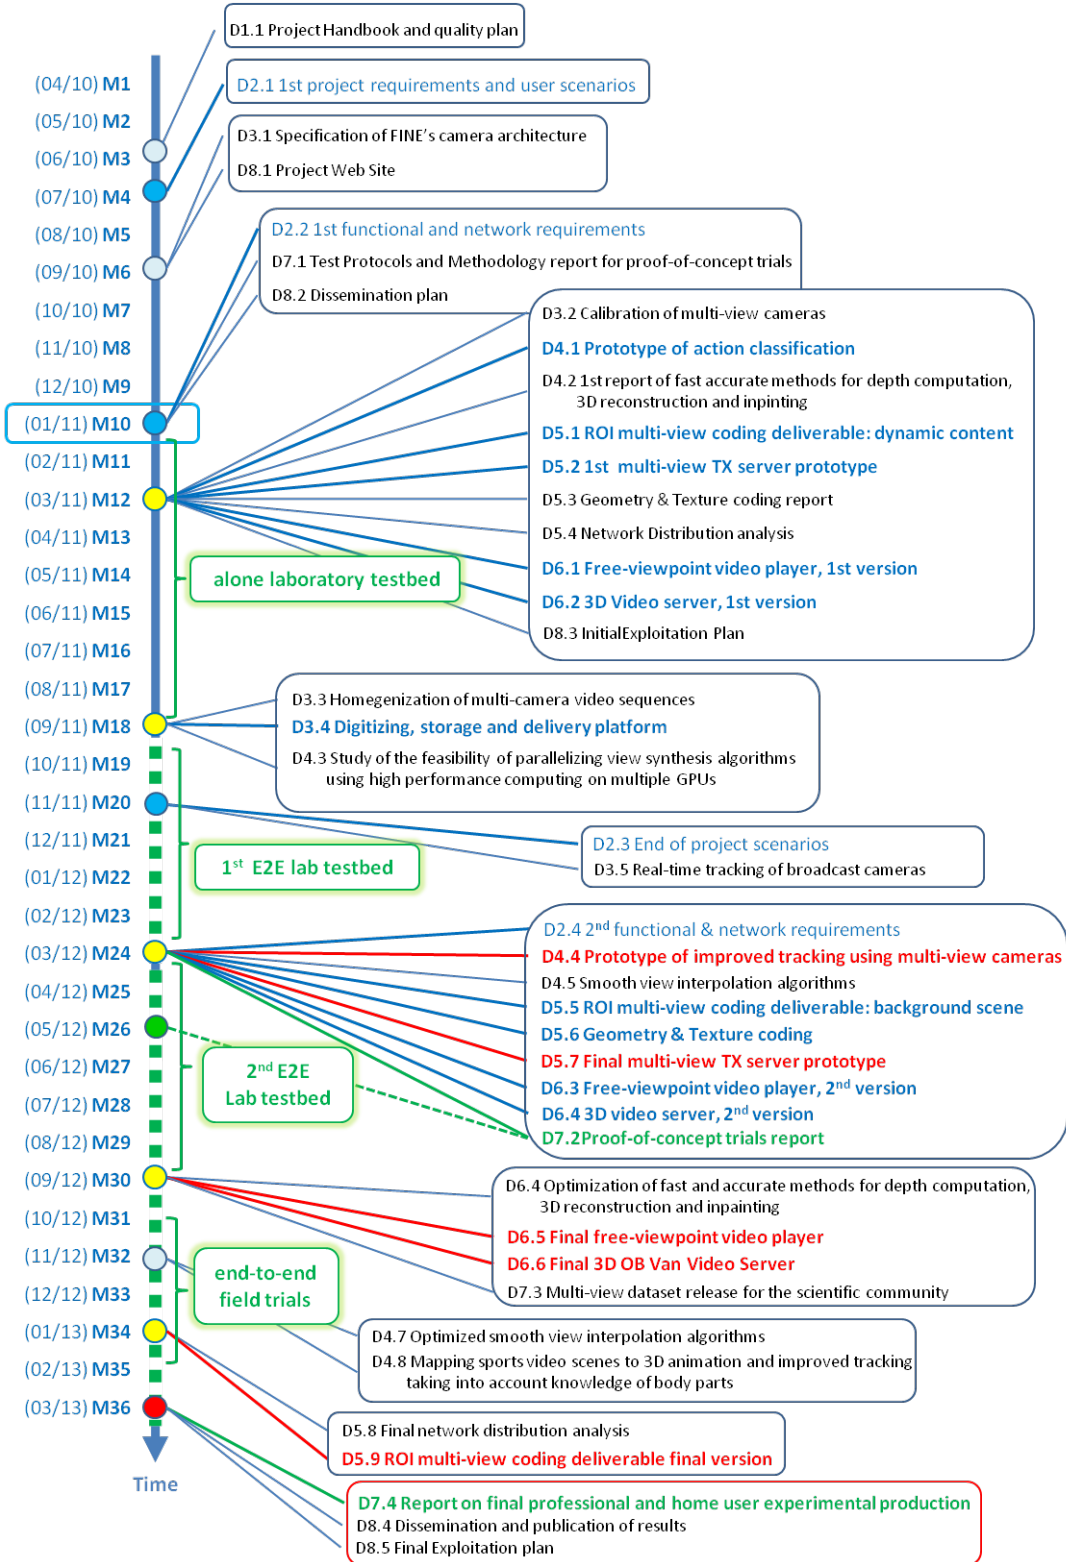 D1.1 Project Handbook and quality plan
(04/10) M1
D2.1 1st project requirements and user scenarios
(05/10) M2
D3.1 Specification of FINE's camera architecture
(06/10) M3
D8.1 Project Web Site
(07/10) M4
(08/10) M5
D2.2 1st functional and network requirements
(09/10) M6
D7.1 Test Protocols and Methodology report for proof-of-concept trials
D8.2 Dissemination plan
(10/10) M7
D3.2 Calibration of multi-view cameras
(11/10) M8
D4.1 Prototype of action classification
(12/10) M9
D4.2 1st report of fast accurate methods for depth computation,
3D reconstruction and inpinting
(01/11) M10
D5.1 ROI multi-view coding deliverable: dynamic content
(02/11) M11
D5.2 1st multi-view TX server prototype
(03/11) M12
D5.3 Geometry & Texture coding report
(04/11) M13
D5.4 Network Distribution analysis
(05/11) M14
alone laboratory testbed
D6.1 Free-viewpoint video player, 1st version
(06/11) M15
D6.2 3D Video server, 1st version
D8.3 InitialExploitation Plan
(07/11) M16
(08/11) M17
D3.3 Homegenization of multi-camera video sequences
(09/11) M18
D3.4 Digitizing, storage and delivery platform
(10/11) M19
D4.3 Study of the feasibility of parallelizing view synthesis algorithms
using high performance computing on multiple GPUs
(11/11) M20
(12/11) M21
D2.3 End of project scenarios
D3.5 Real-time tracking of broadcast cameras
1st E2E lab testbed
(01/12) M22
(02/12) M23
D2.4 2nd functional & network requirements
(03/12) M24
D4.4 Prototype of improved tracking using multi-view cameras
D4.5 Smooth view interpolation algorithms
(04/12) M25
D5.5 ROI multi-view coding deliverable: background scene
(05/12) M26
D5.6 Geometry & Texture coding
(06/12) M27
D5.7 Final multi-view TX server prototype
2nd E2E
Lab testbed
D6.3 Free-viewpoint video player, 2nd version
(07/12) M28
D6.4 3D video server, 2nd version
(08/12) M29
D7.2Proof-of-concept trials report
(09/12) M30
D6.4 Optimization of fast and accurate methods for depth computation,
3D reconstruction and inpainting
(10/12) M31
D6.5 Final free-viewpoint video player
(11/12) M32
D6.6 Final 3D OB Van Video Server
end-to-end
field trials
(12/12) M33
D7.3 Multi-view dataset release for the scientific community
(01/13) M34
D4.7 Optimized smooth view interpolation algorithms
(02/13) M35
D4.8 Mapping sports video scenes to 3D animation and improved tracking
taking into account knowledge of body parts
(03/13) M36
D5.8 Final network distribution analysis
D5.9 ROI multi-view coding deliverable final version
Time
D7.4 Report on final professional and home user experimental production
D8.4 Dissemination and publication of results
D8.5 Final Exploitation plan